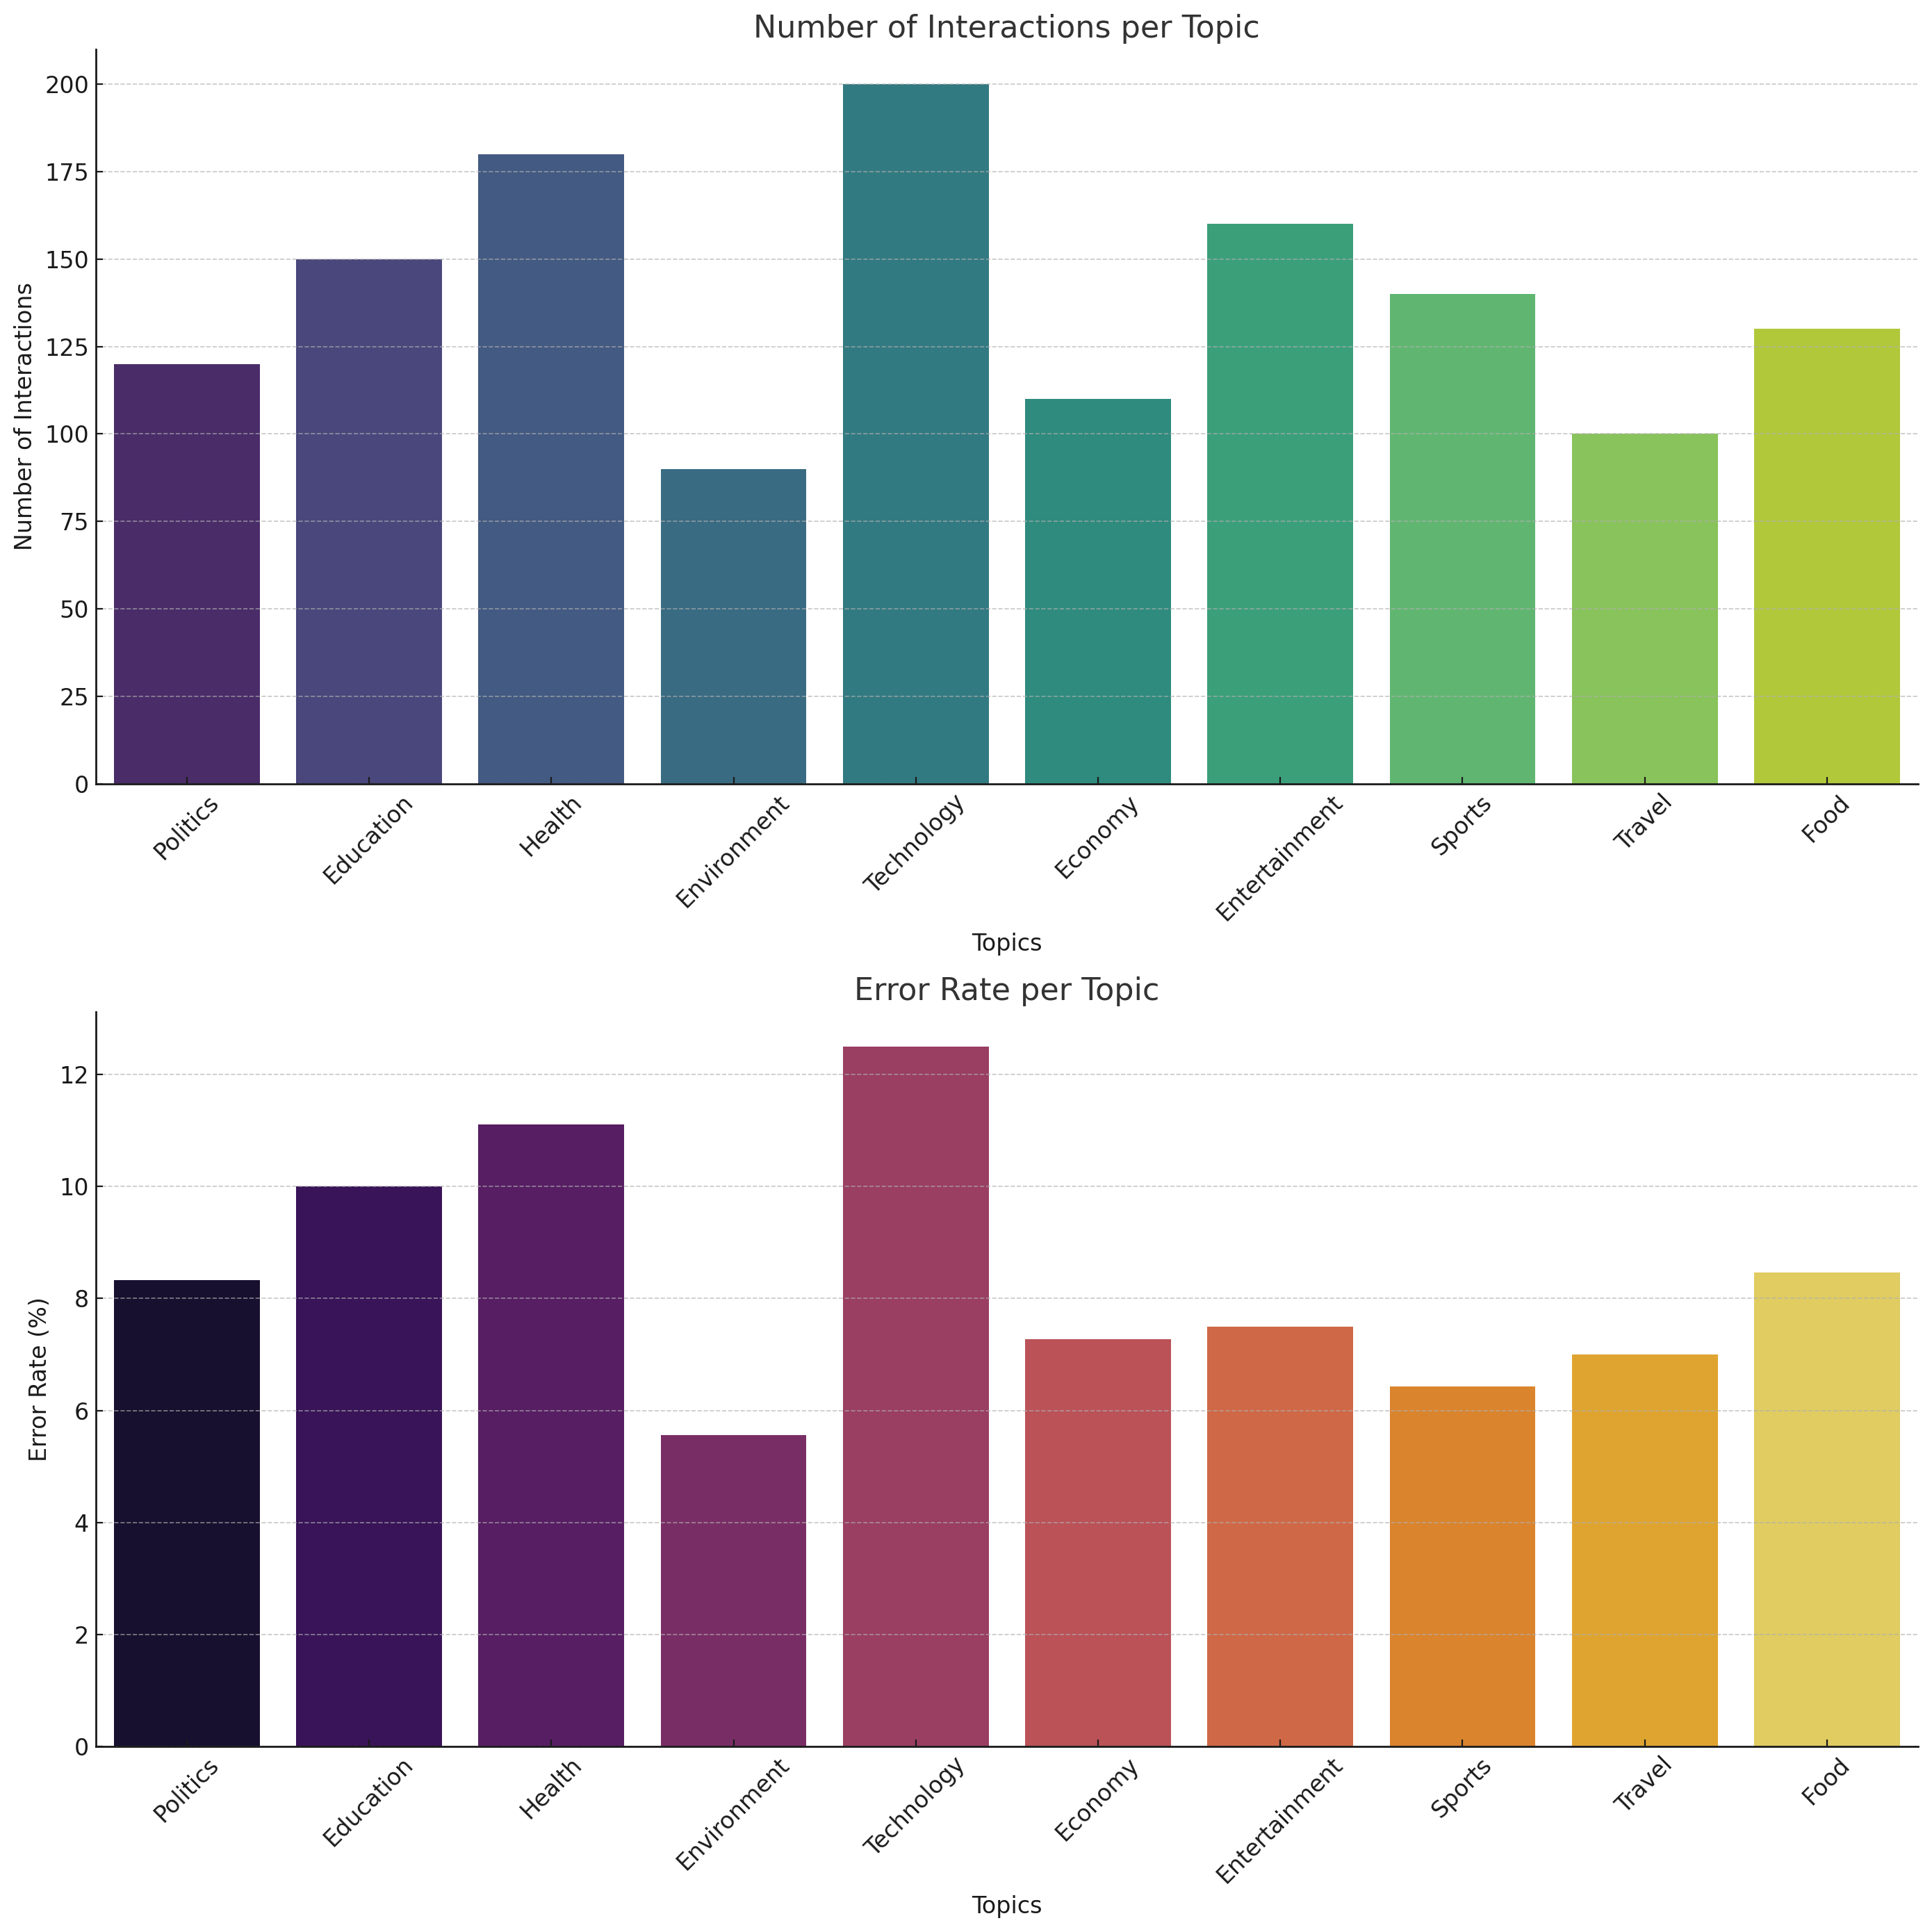 Number of Interactions per Topic
Number of Interactions
200
175
150
125
100
75
50
25
0
Politics
Education
Health
Environment
Technology
Economy
Entertainment
Sports
Travel
Food
Topics
Error Rate per Topic
Error Rate (%)
12
10
8
6
4
2
0
Politics
Education
Health
Environment
Technology
Economy
Entertainment
Sports
Travel
Food
Topics